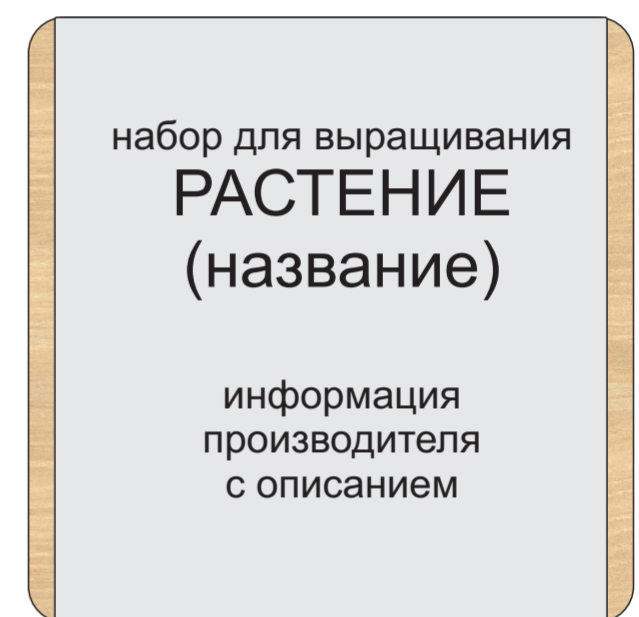 набор для выращивания
РАСТЕНИЕ
(название)
информация
производителя
с описанием